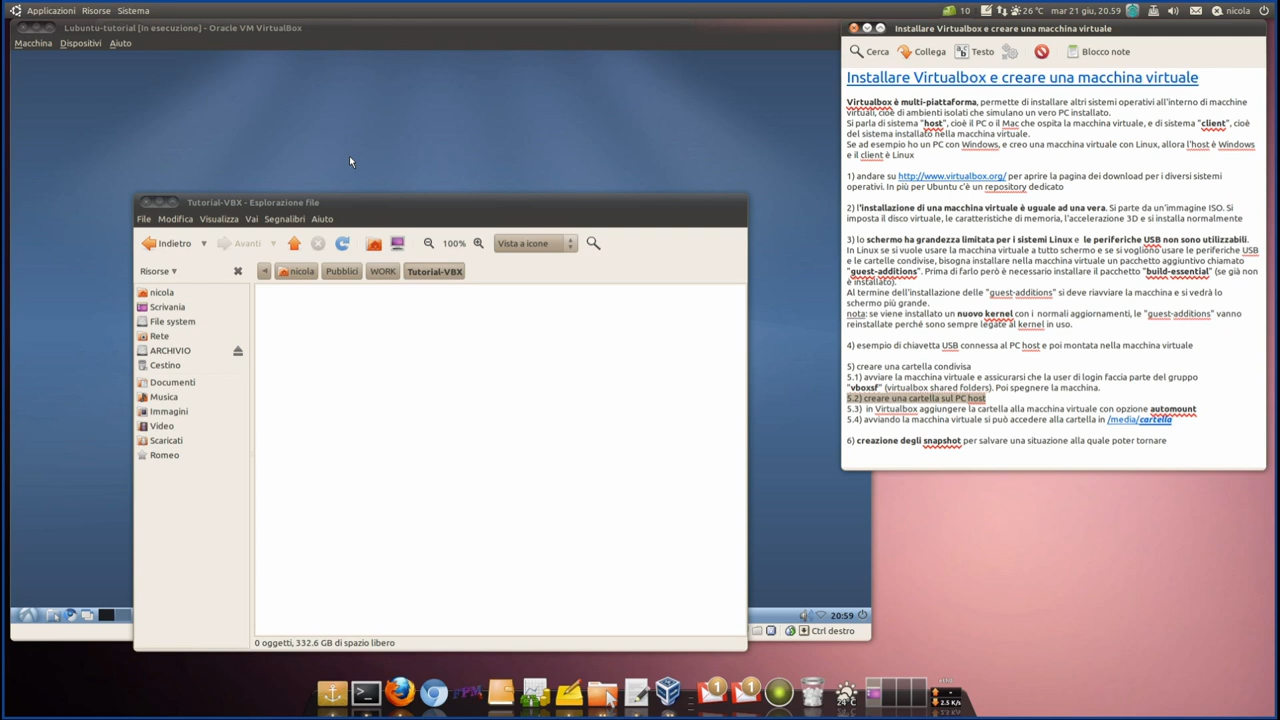 Applicazioni Risorse Sistema
10 26 °C mar 21 giu, 20.59 nicola
Lubuntu-tutorial [in esecuzione] - Oracle VM VirtualBox
Macchina Dispositivi Aiuto
Tutorial-VBX - Esplorazione file
File Modifica Visualizza Vai Segnalibri Aiuto
Indietro Avanti 100% Vista a icone
Risorse
nicola Pubblici WORK Tutorial-VBX
nicola
Scrivania
File system
Rete
ARCHIVIO
Cestino
Documenti
Musica
Immagini
Video
Scaricati
Romeo
0 oggetti, 332.6 GB di spazio libero
20:59
Ctrl destro
Installare Virtualbox e creare una macchina virtuale
Cerca Collega Testo Blocco note
Installare Virtualbox e creare una macchina virtuale
Virtualbox è multi-piattaforma, permette di installare altri sistemi operativi all'interno di macchine
virtuali, cioè di ambienti isolati che simulano un vero PC installato.
Si parla di sistema "host", cioè il PC o il Mac che ospita la macchina virtuale, e di sistema "client", cioè
del sistema installato nella macchina virtuale.
Se ad esempio ho un PC con Windows, e creo una macchina virtuale con Linux, allora l'host è Windows
e il client è Linux
1) andare su http://www.virtualbox.org/ per aprire la pagina dei download per i diversi sistemi
operativi. In più per Ubuntu c'è un repository dedicato
2) l'installazione di una macchina virtuale è uguale ad una vera. Si parte da un'immagine ISO. Si
imposta il disco virtuale, le caratteristiche di memoria, l'accelerazione 3D e si installa normalmente
3) lo schermo ha grandezza limitata per i sistemi Linux e le periferiche USB non sono utilizzabili.
In Linux se si vuole usare la macchina virtuale a tutto schermo e se si vogliono usare le periferiche USB
e le cartelle condivise, bisogna installare nella macchina virtuale un pacchetto aggiuntivo chiamato
"guest-additions". Prima di farlo però è necessario installare il pacchetto "build-essential" (se già non
è installato).
Al termine dell'installazione delle "guest-additions" si deve riavviare la macchina e si vedrà lo
schermo più grande.
nota: se viene installato un nuovo kernel con i normali aggiornamenti, le "guest-additions" vanno
reinstallate perché sono sempre legate al kernel in uso.
4) esempio di chiavetta USB connessa al PC host e poi montata nella macchina virtuale
5) creare una cartella condivisa
5.1) avviare la macchina virtuale e assicurarsi che la user di login faccia parte del gruppo
"vboxsf" (virtualbox shared folders). Poi spegnere la macchina.
5.2) creare una cartella sul PC host
5.3) in Virtualbox aggiungere la cartella alla macchina virtuale con opzione automount
5.4) avviando la macchina virtuale si può accedere alla cartella in /media/cartella
6) creazione degli snapshot per salvare una situazione alla quale poter tornare
1 1 24°C 2.5 K/s